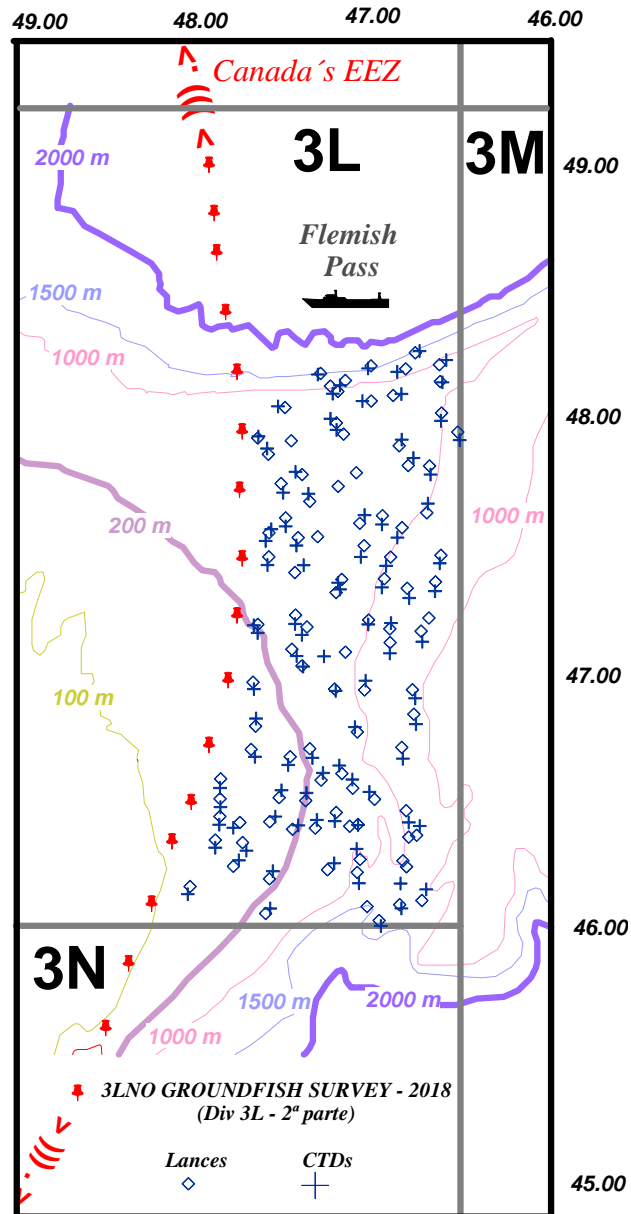 49.00 48.00 47.00 46.00
Canada´s EEZ
3L
3M
2000 m
49.00
Flemish
Pass
1500 m
1000 m
48.00
200 m
1000 m
47.00
100 m
46.00
3N
1500 m
2000 m
1000 m
3LNO GROUNDFISH SURVEY - 2018
(Div 3L - 2ª parte)
Lances CTDs
45.00